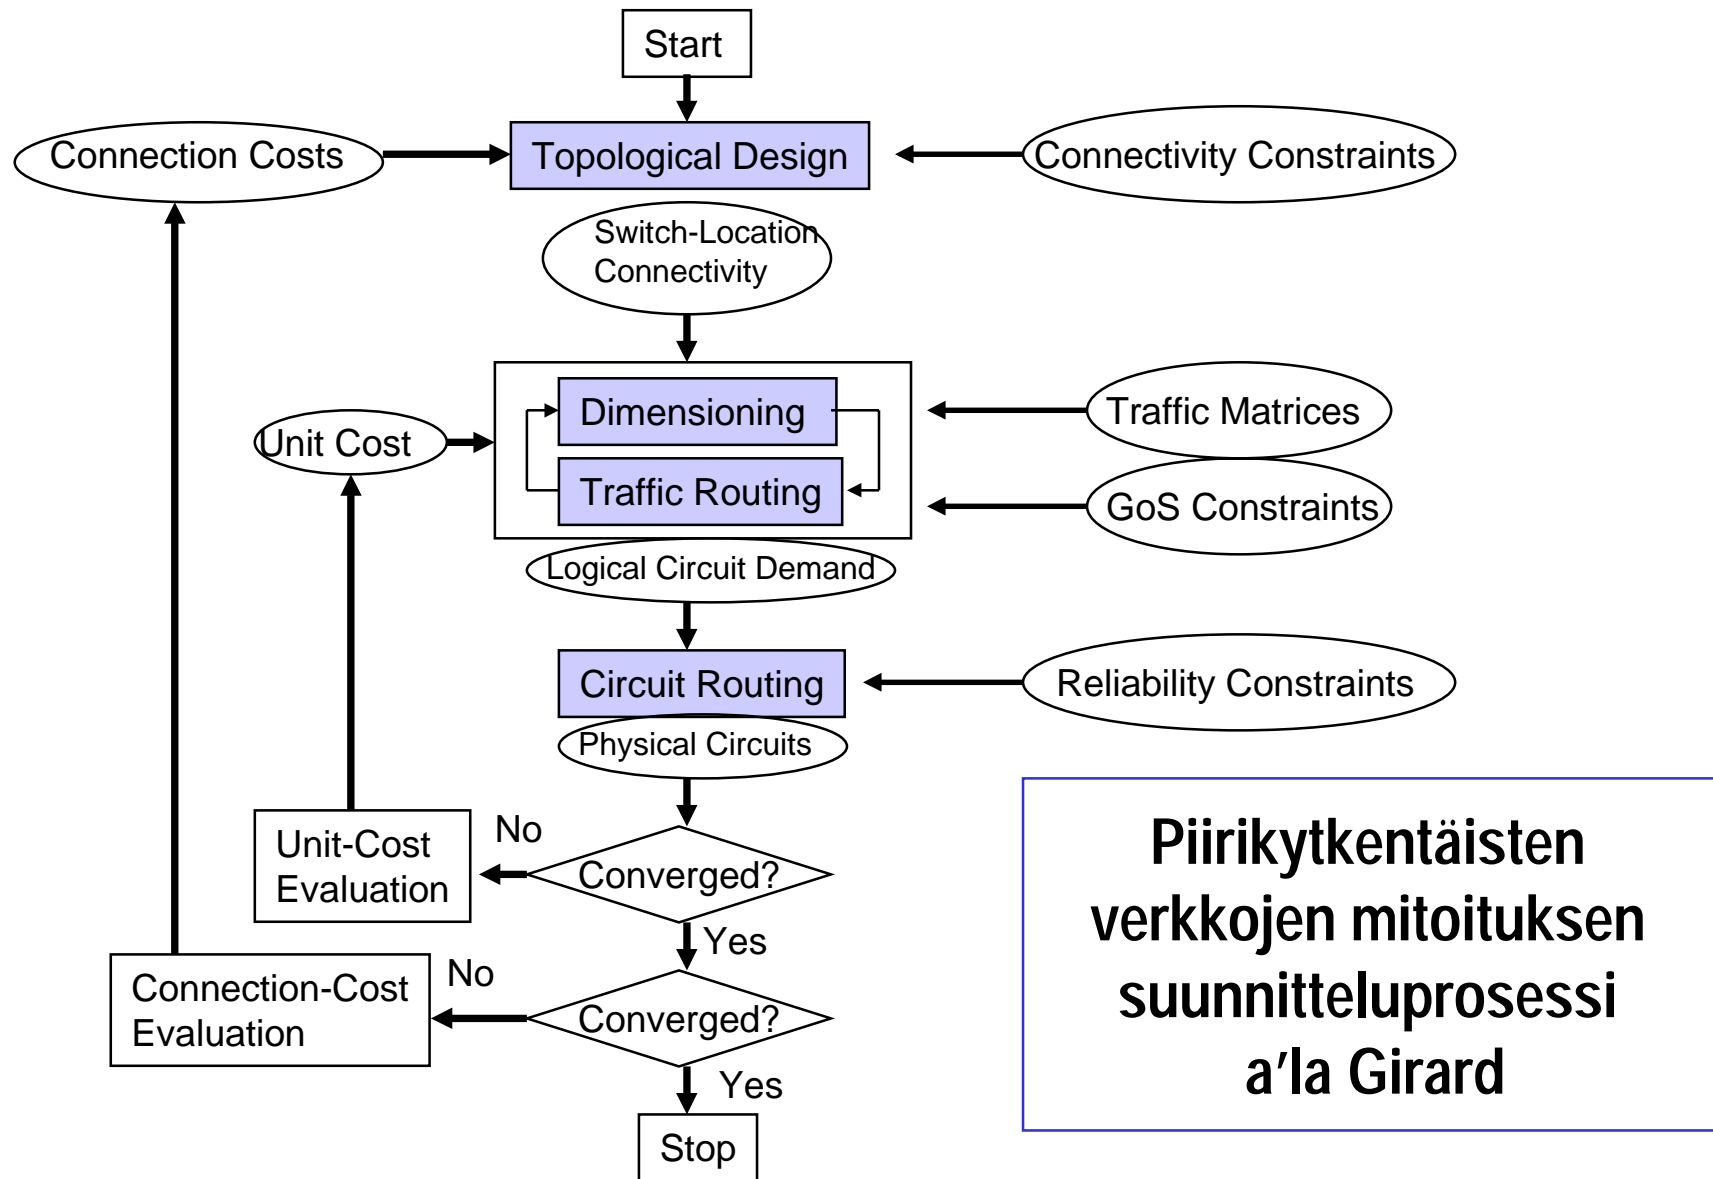 Start
Connection Costs
Topological Design
Connectivity Constraints
Switch-Location
Connectivity
Dimensioning
Traffic Matrices
Unit Cost
Traffic Routing
GoS Constraints
Logical Circuit Demand
Circuit Routing
Reliability Constraints
Physical Circuits
Unit-Cost
Evaluation
No
Converged?
Yes
Connection-Cost
Evaluation
No
Converged?
Yes
Stop
Piirikytkentäisten
verkkojen mitoituksen
suunnitteluprosessi
a'la Girard